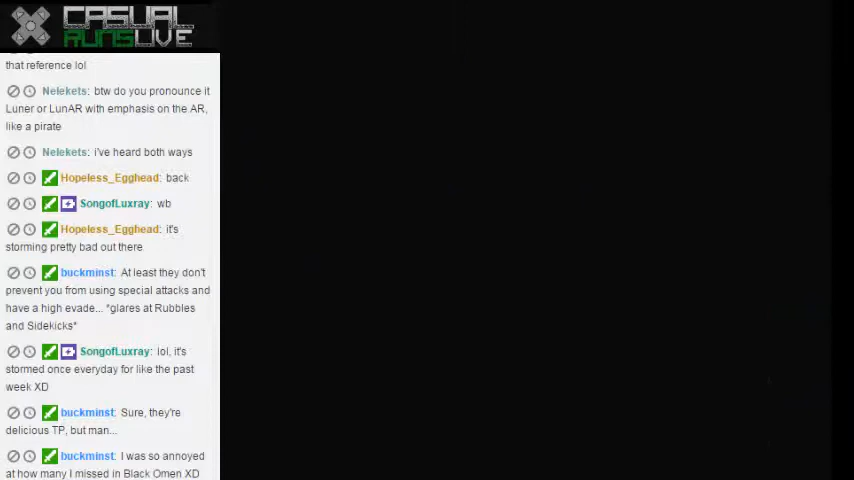 CASUAL
RUNSLIVE
that reference lol
Nelekets: btw do you pronounce it
Luner or LunAR with emphasis on the AR,
like a pirate
Nelekets: i've heard both ways
Hopeless_Egghead: back
SongofLuxray: wb
Hopeless_Egghead: it's
storming pretty bad out there
buckminst: At least they don't
prevent you from using special attacks and
have a high evade... *glares at Rubbles
and Sidekicks*
SongofLuxray: lol, it's
stormed once everyday for like the past
week XD
buckminst: Sure, they're
delicious TP, but man...
buckminst: I was so annoyed
at how many I missed in Black Omen XD